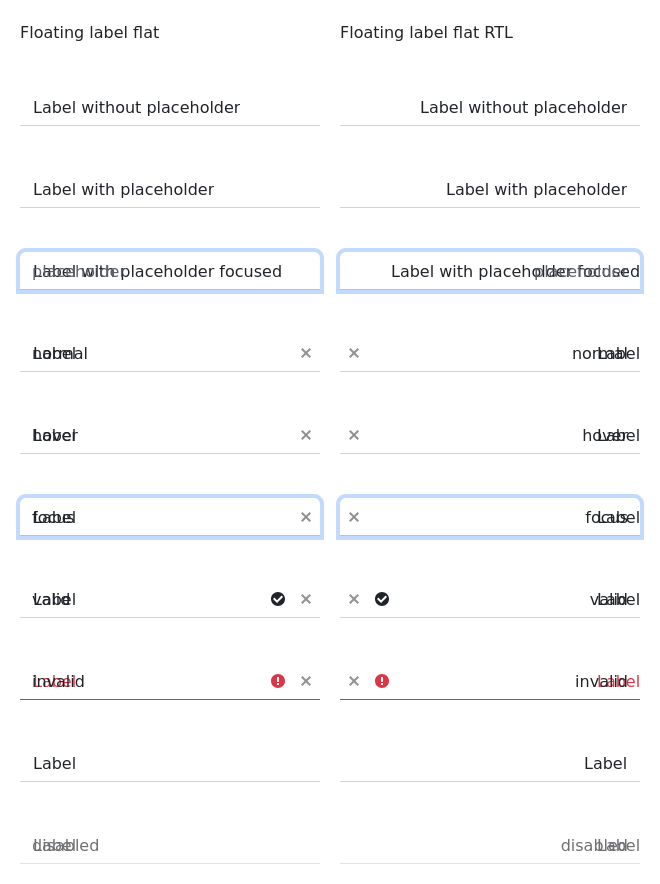 Floating label flat
Floating label flat RTL
Label without placeholder
Label without placeholder
Label with placeholder
Label with placeholder
placeholder
Label with placeholder focused
Label with placeholder focused
placeholder
normal
Label
normal
Label
hover
Label
hover
Label
focus
Label
focus
Label
valid
Label
valid
Label
invalid
Label
invalid
Label
Label
Label
disabled
Label
disabled
Label